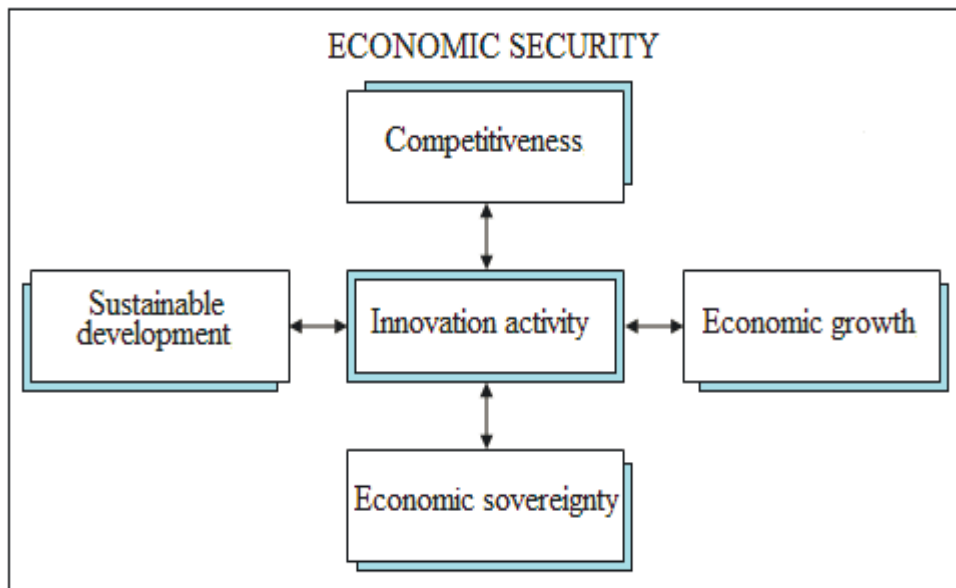 ECONOMIC SECURITY
Competitiveness
Sustainable
development
Innovation activity
Economic growth
Economic sovereignty